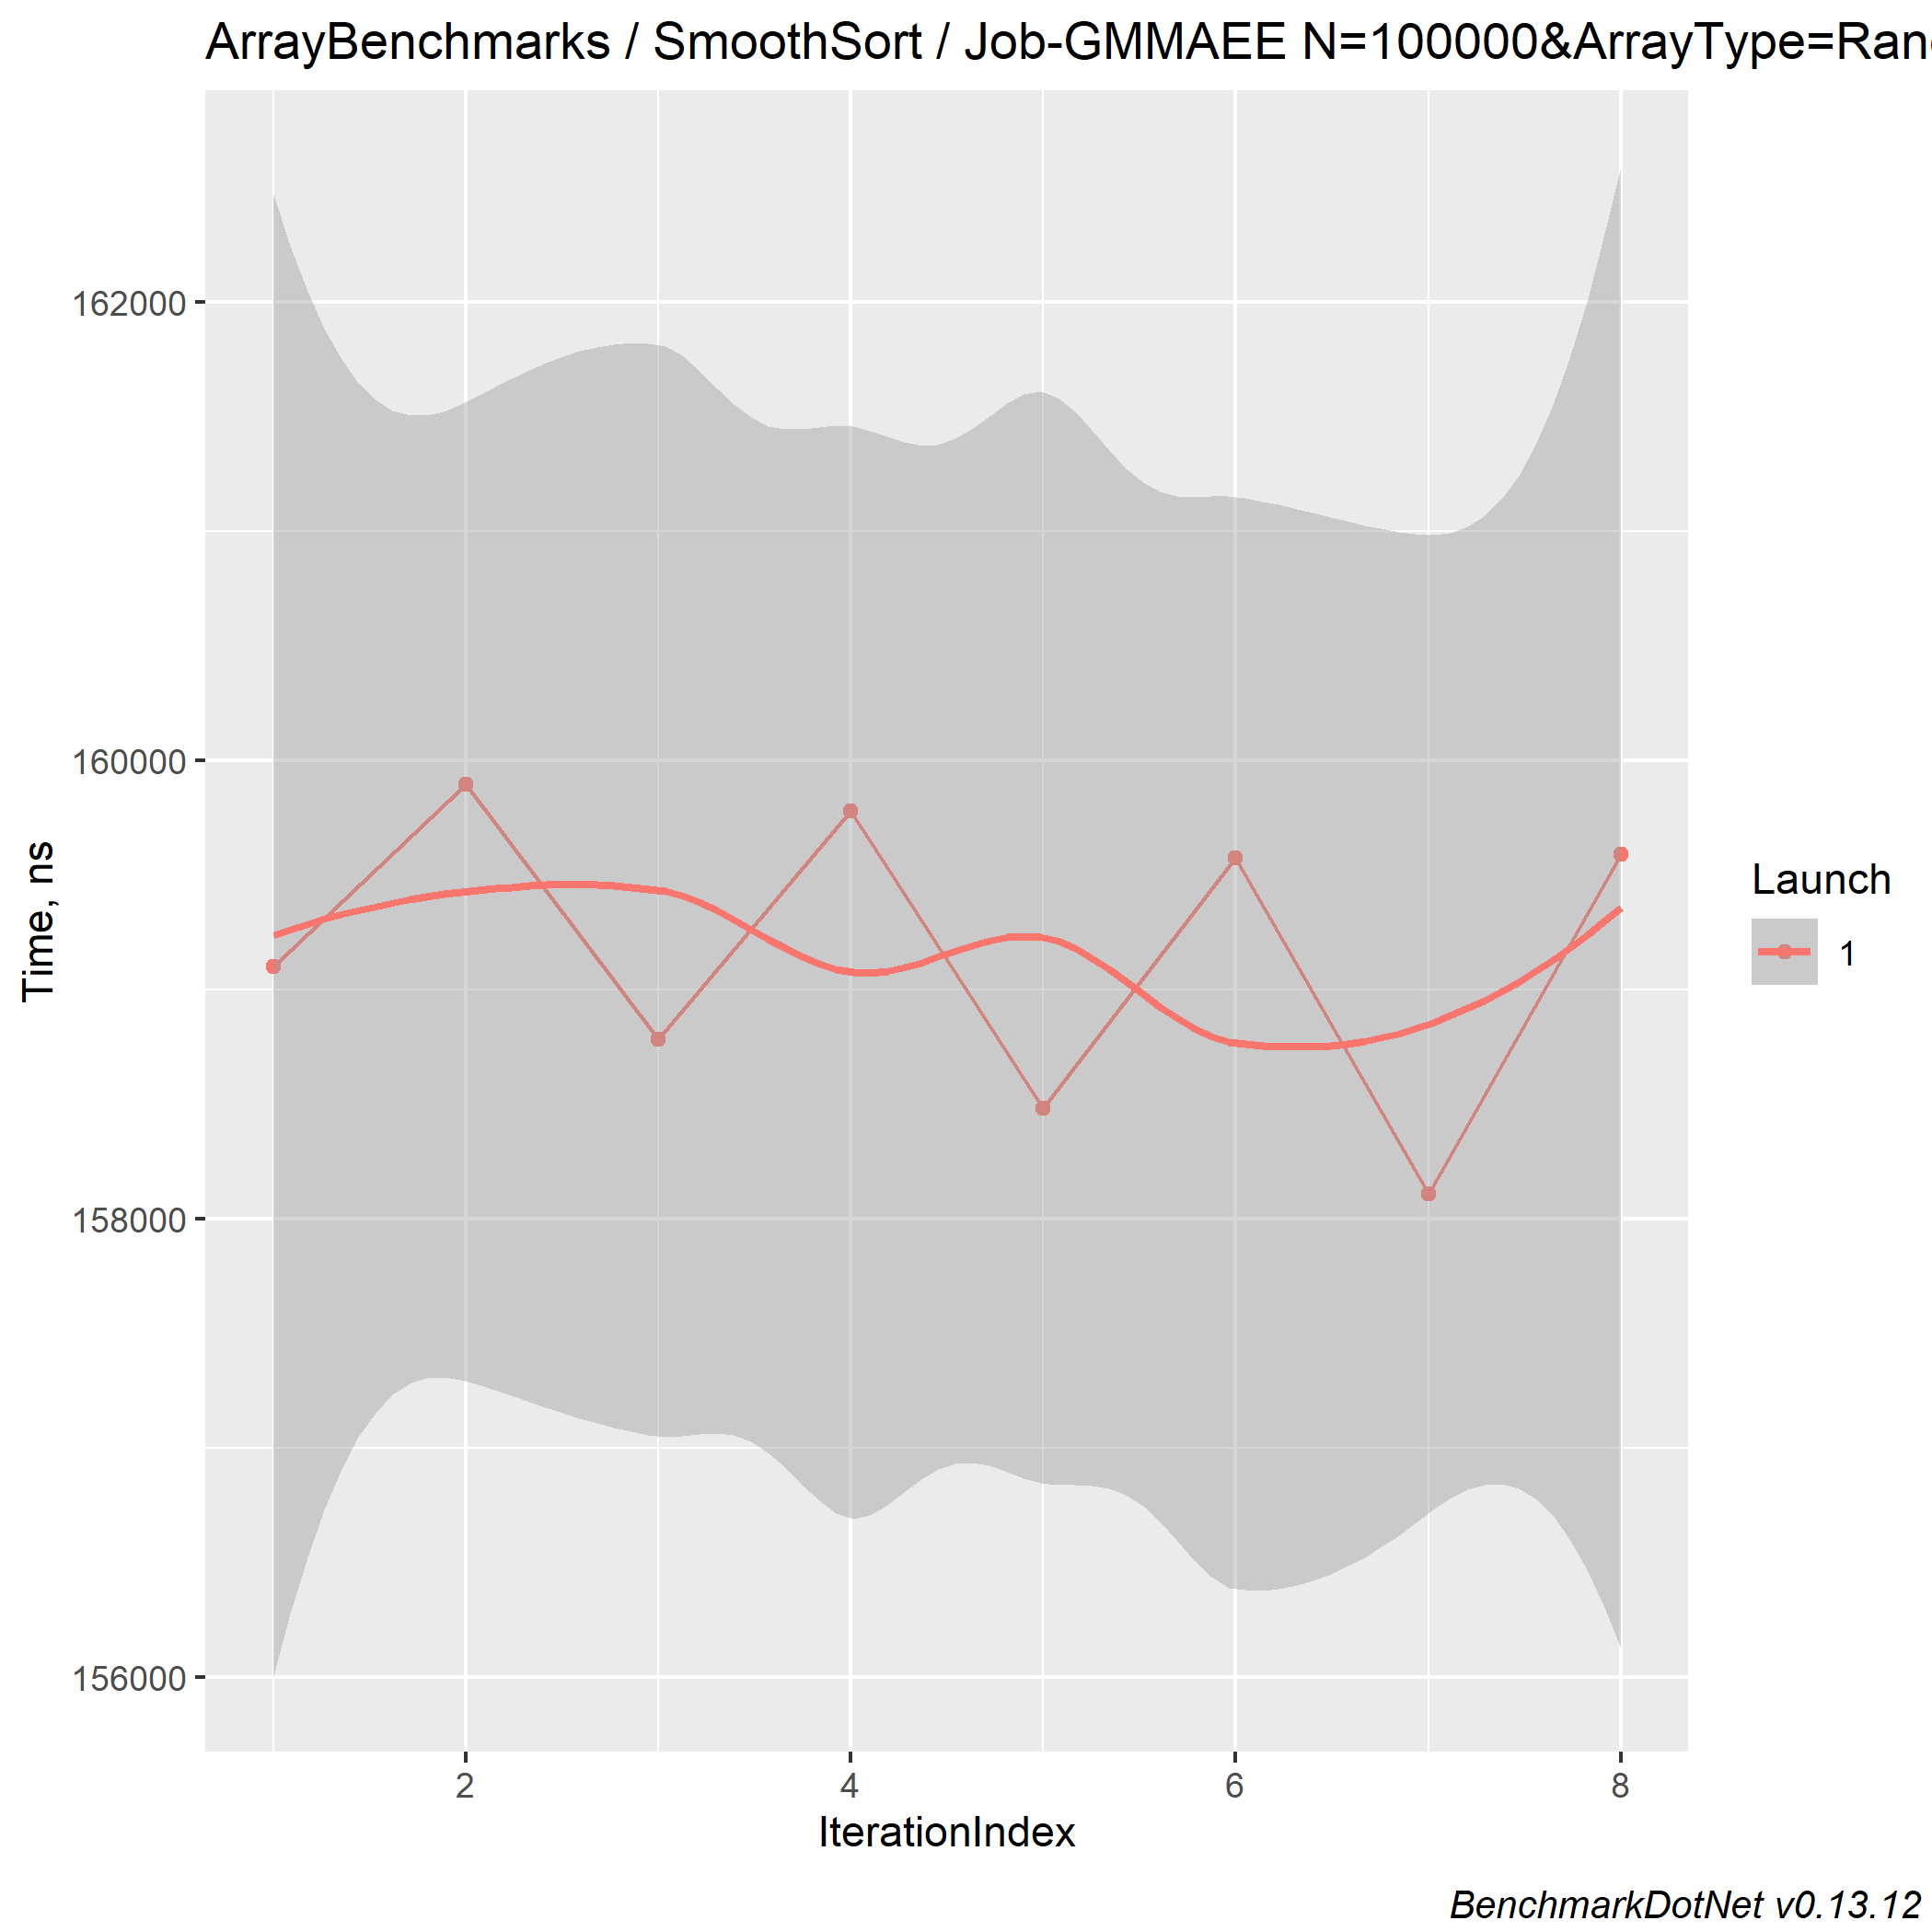 ArrayBenchmarks / SmoothSort / Job-GMMAEE N=100000&ArrayType=Ran
162000
160000
158000
156000
Time, ns
2 4 6 8
IterationIndex
Launch
1
BenchmarkDotNet v0.13.12